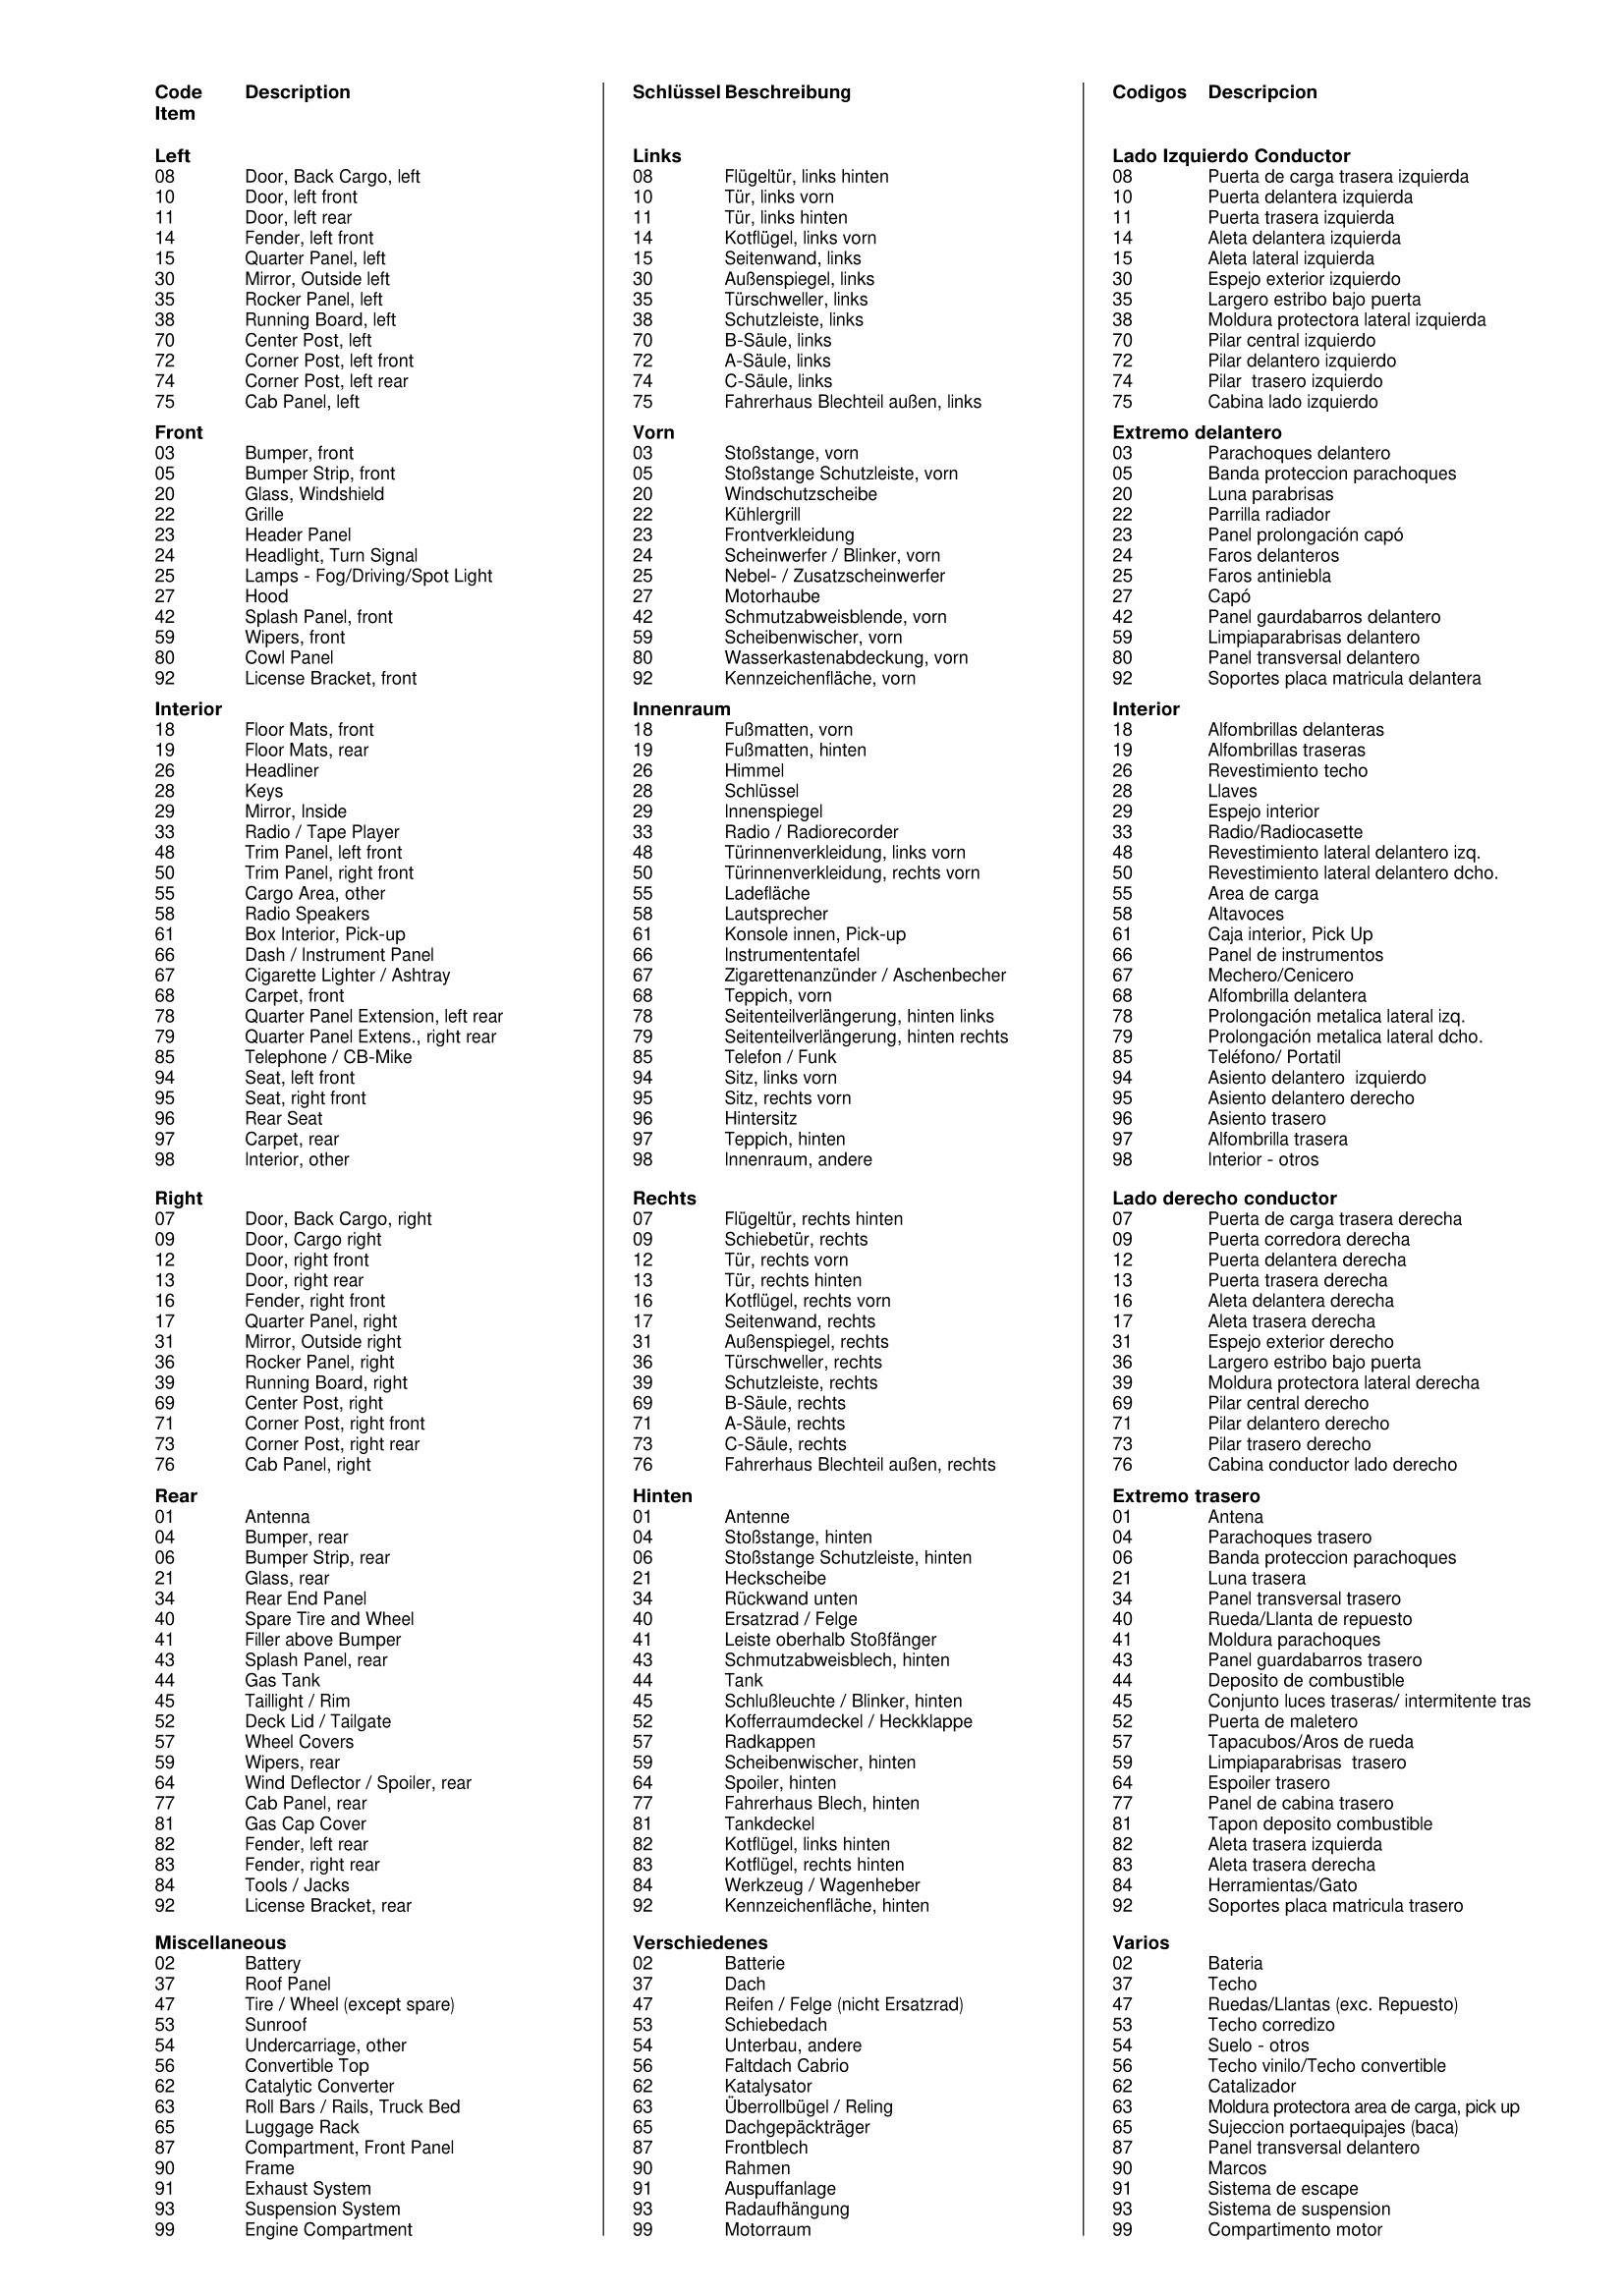 Code Description
Item
Left
08 Door, Back Cargo, left
10 Door, left front
11 Door, left rear
14 Fender, left front
15 Quarter Panel, left
30 Mirror, Outside left
35 Rocker Panel, left
38 Running Board, left
70 Center Post, left
72 Corner Post, left front
74 Corner Post, left rear
75 Cab Panel, left
Front
03 Bumper, front
05 Bumper Strip, front
20 Glass, Windshield
22 Grille
23 Header Panel
24 Headlight, Turn Signal
25 Lamps - Fog/Driving/Spot Light
27 Hood
42 Splash Panel, front
59 Wipers, front
80 Cowl Panel
92 License Bracket, front
Interior
18 Floor Mats, front
19 Floor Mats, rear
26 Headliner
28 Keys
29 Mirror, Inside
33 Radio / Tape Player
48 Trim Panel, left front
50 Trim Panel, right front
55 Cargo Area, other
58 Radio Speakers
61 Box Interior, Pick-up
66 Dash / Instrument Panel
67 Cigarette Lighter / Ashtray
68 Carpet, front
78 Quarter Panel Extension, left rear
79 Quarter Panel Extens., right rear
85 Telephone / CB-Mike
94 Seat, left front
95 Seat, right front
96 Rear Seat
97 Carpet, rear
98 Interior, other
Right
07 Door, Back Cargo, right
09 Door, Cargo right
12 Door, right front
13 Door, right rear
16 Fender, right front
17 Quarter Panel, right
31 Mirror, Outside right
36 Rocker Panel, right
39 Running Board, right
69 Center Post, right
71 Corner Post, right front
73 Corner Post, right rear
76 Cab Panel, right
Rear
01 Antenna
04 Bumper, rear
06 Bumper Strip, rear
21 Glass, rear
34 Rear End Panel
40 Spare Tire and Wheel
41 Filler above Bumper
43 Splash Panel, rear
44 Gas Tank
45 Taillight / Rim
52 Deck Lid / Tailgate
57 Wheel Covers
59 Wipers, rear
64 Wind Deflector / Spoiler, rear
77 Cab Panel, rear
81 Gas Cap Cover
82 Fender, left rear
83 Fender, right rear
84 Tools / Jacks
92 License Bracket, rear
Miscellaneous
02 Battery
37 Roof Panel
47 Tire / Wheel (except spare)
53 Sunroof
54 Undercarriage, other
56 Convertible Top
62 Catalytic Converter
63 Roll Bars / Rails, Truck Bed
65 Luggage Rack
87 Compartment, Front Panel
90 Frame
91 Exhaust System
93 Suspension System
99 Engine Compartment
Schlüssel Beschreibung
Links
08 Flügeltür, links hinten
10 Tür, links vorn
11 Tür, links hinten
14 Kotflügel, links vorn
15 Seitenwand, links
30 Außenspiegel, links
35 Türschweller, links
38 Schutzleiste, links
70 B-Säule, links
72 A-Säule, links
74 C-Säule, links
75 Fahrerhaus Blechteil außen, links
Vorn
03 Stoßstange, vorn
05 Stoßstange Schutzleiste, vorn
20 Windschutzscheibe
22 Kühlergrill
23 Frontverkleidung
24 Scheinwerfer / Blinker, vorn
25 Nebel- / Zusatzscheinwerfer
27 Motorhaube
42 Schmutzabweisblende, vorn
59 Scheibenwischer, vorn
80 Wasserkastenabdeckung, vorn
92 Kennzeichenfläche, vorn
Innenraum
18 Fußmatten, vorn
19 Fußmatten, hinten
26 Himmel
28 Schlüssel
29 Innenspiegel
33 Radio / Radiorecorder
48 Türinnenverkleidung, links vorn
50 Türinnenverkleidung, rechts vorn
55 Ladefläche
58 Lautsprecher
61 Konsole innen, Pick-up
66 Instrumententafel
67 Zigarettenanzünder / Aschenbecher
68 Teppich, vorn
78 Seitenteilverlängerung, hinten links
79 Seitenteilverlängerung, hinten rechts
85 Telefon / Funk
94 Sitz, links vorn
95 Sitz, rechts vorn
96 Hintersitz
97 Teppich, hinten
98 Innenraum, andere
Rechts
07 Flügeltür, rechts hinten
09 Schiebetür, rechts
12 Tür, rechts vorn
13 Tür, rechts hinten
16 Kotflügel, rechts vorn
17 Seitenwand, rechts
31 Außenspiegel, rechts
36 Türschweller, rechts
39 Schutzleiste, rechts
69 B-Säule, rechts
71 A-Säule, rechts
73 C-Säule, rechts
76 Fahrerhaus Blechteil außen, rechts
Hinten
01 Antenne
04 Stoßstange, hinten
06 Stoßstange Schutzleiste, hinten
21 Heckscheibe
34 Rückwand unten
40 Ersatzrad / Felge
41 Leiste oberhalb Stoßfänger
43 Schmutzabweisblech, hinten
44 Tank
45 Schlußleuchte / Blinker, hinten
52 Kofferraumdeckel / Heckklappe
57 Radkappen
59 Scheibenwischer, hinten
64 Spoiler, hinten
77 Fahrerhaus Blech, hinten
81 Tankdeckel
82 Kotflügel, links hinten
83 Kotflügel, rechts hinten
84 Werkzeug / Wagenheber
92 Kennzeichenfläche, hinten
Verschiedenes
02 Batterie
37 Dach
47 Reifen / Felge (nicht Ersatzrad)
53 Schiebedach
54 Unterbau, andere
56 Faltdach Cabrio
62 Katalysator
63 Überrollbügel / Reling
65 Dachgepäckträger
87 Frontblech
90 Rahmen
91 Auspuffanlage
93 Radaufhängung
99 Motorraum
Codigos Descripcion
Lado Izquierdo Conductor
08 Puerta de carga trasera izquierda
10 Puerta delantera izquierda
11 Puerta trasera izquierda
14 Aleta delantera izquierda
15 Aleta lateral izquierda
30 Espejo exterior izquierdo
35 Largero estribo bajo puerta
38 Moldura protectora lateral izquierda
70 Pilar central izquierdo
72 Pilar delantero izquierdo
74 Pilar trasero izquierdo
75 Cabina lado izquierdo
Extremo delantero
03 Parachoques delantero
05 Banda proteccion parachoques
20 Luna parabrisas
22 Parrilla radiador
23 Panel prolongación capó
24 Faros delanteros
25 Faros antiniebla
27 Capó
42 Panel gaurdabarros delantero
59 Limpiaparabrisas delantero
80 Panel transversal delantero
92 Soportes placa matricula delantera
Interior
18 Alfombrillas delanteras
19 Alfombrillas traseras
26 Revestimiento techo
28 Llaves
29 Espejo interior
33 Radio/Radiocasette
48 Revestimiento lateral delantero izq.
50 Revestimiento lateral delantero dcho.
55 Area de carga
58 Altavoces
61 Caja interior, Pick Up
66 Panel de instrumentos
67 Mechero/Cenicero
68 Alfombrilla delantera
78 Prolongación metalica lateral izq.
79 Prolongación metalica lateral dcho.
85 Teléfono/ Portatil
94 Asiento delantero izquierdo
95 Asiento delantero derecho
96 Asiento trasero
97 Alfombrilla trasera
98 Interior - otros
Lado derecho conductor
07 Puerta de carga trasera derecha
09 Puerta corredora derecha
12 Puerta delantera derecha
13 Puerta trasera derecha
16 Aleta delantera derecha
17 Aleta trasera derecha
31 Espejo exterior derecho
36 Largero estribo bajo puerta
39 Moldura protectora lateral derecha
69 Pilar central derecho
71 Pilar delantero derecho
73 Pilar trasero derecho
76 Cabina conductor lado derecho
Extremo trasero
01 Antena
04 Parachoques trasero
06 Banda proteccion parachoques
21 Luna trasera
34 Panel transversal trasero
40 Rueda/Llanta de repuesto
41 Moldura parachoques
43 Panel guardabarros trasero
44 Deposito de combustible
45 Conjunto luces traseras/ intermitente tras
52 Puerta de maletero
57 Tapacubos/Aros de rueda
59 Limpiaparabrisas trasero
64 Espoiler trasero
77 Panel de cabina trasero
81 Tapon deposito combustible
82 Aleta trasera izquierda
83 Aleta trasera derecha
84 Herramientas/Gato
92 Soportes placa matricula trasero
Varios
02 Bateria
37 Techo
47 Ruedas/Llantas (exc. Repuesto)
53 Techo corredizo
54 Suelo - otros
56 Techo vinilo/Techo convertible
62 Catalizador
63 Moldura protectora area de carga, pick up
65 Sujeccion portaequipajes (baca)
87 Panel transversal delantero
90 Marcos
91 Sistema de escape
93 Sistema de suspension
99 Compartimento motor